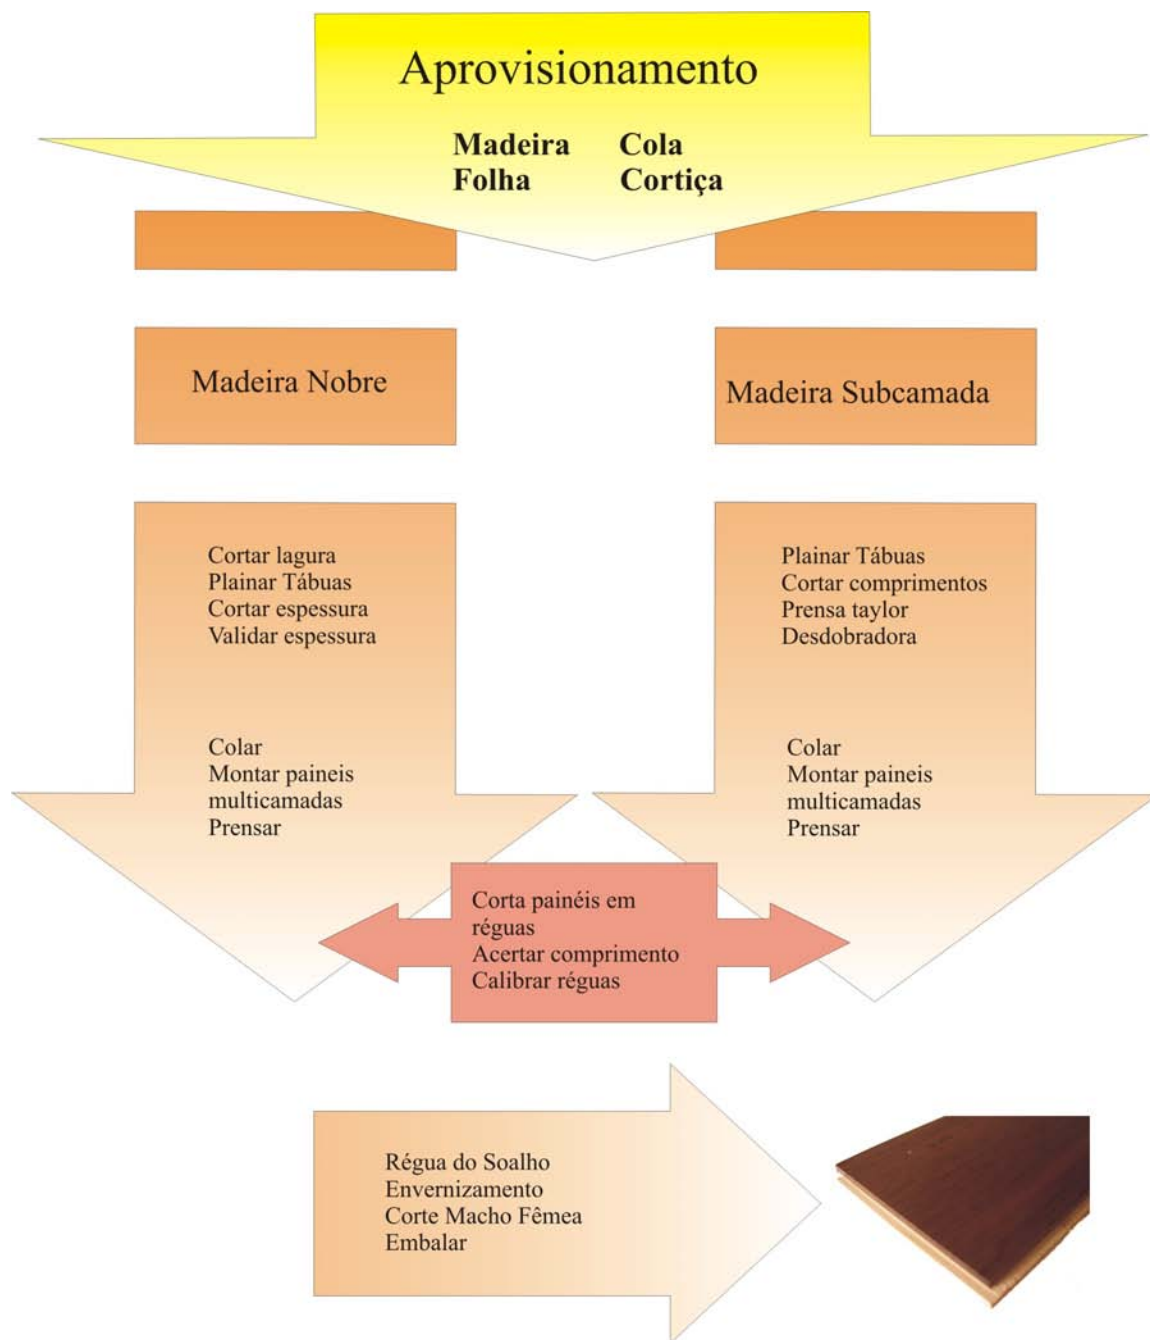 Aprovisionamento
Madeira Cola
Folha Cortiça
Madeira Nobre
Madeira Subcamada
Cortar lagura
Plainar Tábuas
Cortar espessura
Validar espessura
Plainar Tábuas
Cortar comprimentos
Prensa taylor
Desdobradora
Colar
Montar paineis
multicamadas
Prensar
Colar
Montar paineis
multicamadas
Prensar
Corta painéis em
réguas
Acertar comprimento
Calibrar réguas
Régua do Soalho
Envernizamento
Corte Macho Fêmea
Embalar